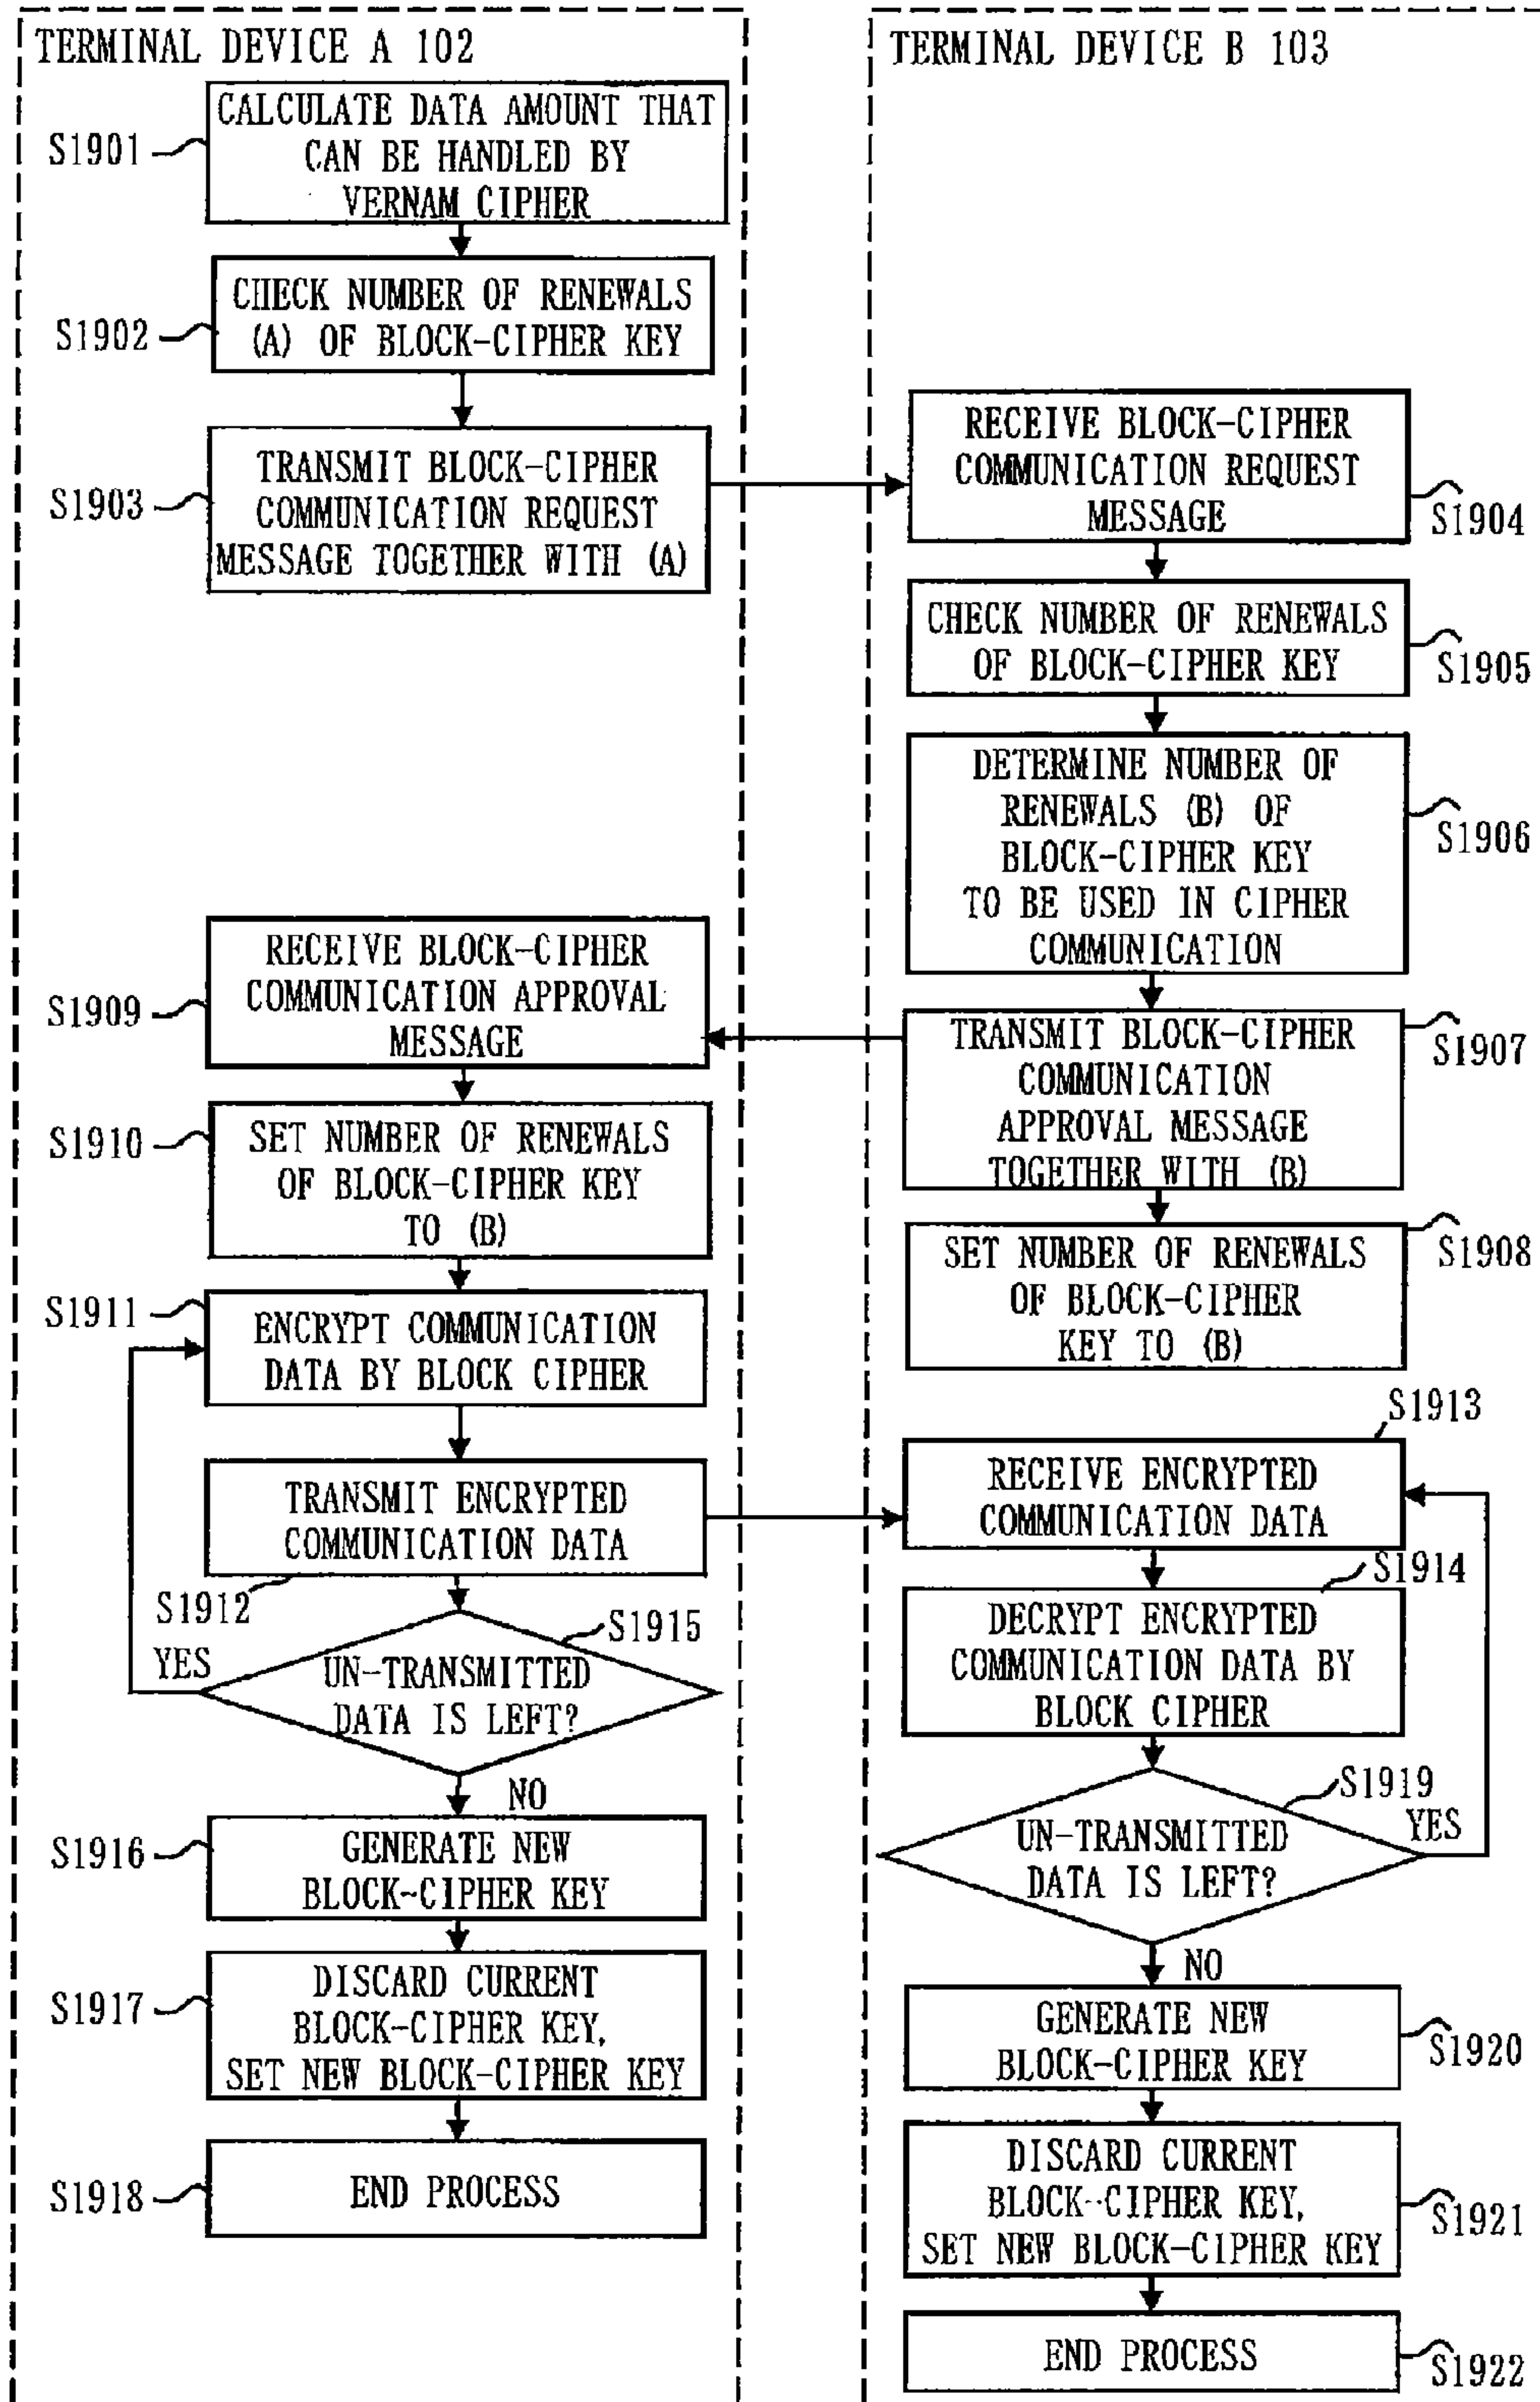 TERMINAL DEVICE A 102
S1901
CALCULATE DATA AMOUNT THAT
CAN BE HANDLED BY
VERNAM CIPHER
S1902
CHECK NUMBER OF RENEWALS
(A) OF BLOCK-CIPHER KEY
S1903
TRANSMIT BLOCK-CIPHER
COMMUNICATION REQUEST
MESSAGE TOGETHER WITH (A)
TERMINAL DEVICE B 103
RECEIVE BLOCK-CIPHER
COMMUNICATION REQUEST
MESSAGE
S1904
CHECK NUMBER OF RENEWALS
OF BLOCK-CIPHER KEY
S1905
DETERMINE NUMBER OF
RENEWALS (B) OF
BLOCK-CIPHER KEY
TO BE USED IN CIPHER
COMMUNICATION
S1906
TRANSMIT BLOCK-CIPHER
COMMUNICATION
APPROVAL MESSAGE
TOGETHER WITH (B)
S1907
SET NUMBER OF RENEWALS
OF BLOCK-CIPHER
KEY TO (B)
S1908
S1909
RECEIVE BLOCK-CIPHER
COMMUNICATION APPROVAL
MESSAGE
S1910
SET NUMBER OF RENEWALS
OF BLOCK-CIPHER KEY
TO (B)
S1911
ENCRYPT COMMUNICATION
DATA BY BLOCK CIPHER
TRANSMIT ENCRYPTED
COMMUNICATION DATA
S1912
S1915
YES
UN-TRANSMITTED
DATA IS LEFT?
NO
S1916
GENERATE NEW
BLOCK-CIPHER KEY
S1917
DISCARD CURRENT
BLOCK-CIPHER KEY,
SET NEW BLOCK-CIPHER KEY
S1918
END PROCESS
S1913
RECEIVE ENCRYPTED
COMMUNICATION DATA
S1914
DECRYPT ENCRYPTED
COMMUNICATION DATA BY
BLOCK CIPHER
S1919
YES
UN-TRANSMITTED
DATA IS LEFT?
NO
GENERATE NEW
BLOCK-CIPHER KEY
S1920
DISCARD CURRENT
BLOCK-CIPHER KEY,
SET NEW BLOCK-CIPHER KEY
S1921
END PROCESS
S1922